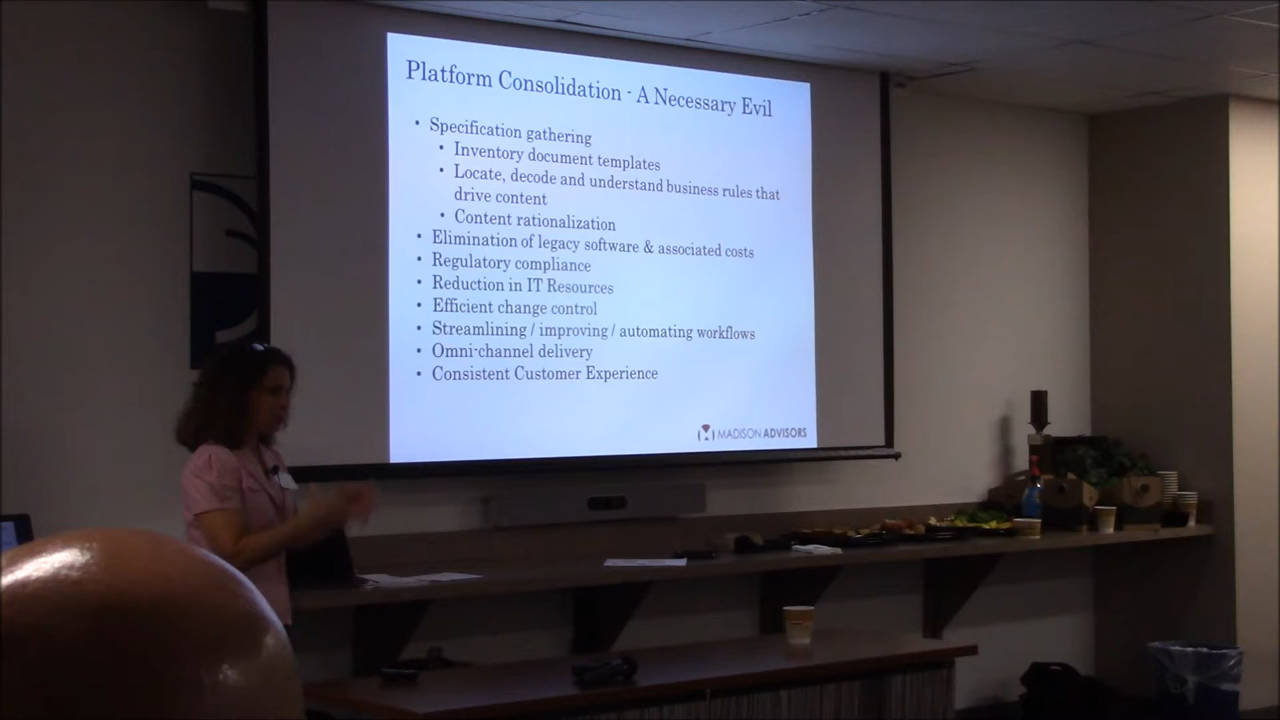 Platform Consolidation - A Necessary Evil
• Specification gathering
• Inventory document templates
• Locate, decode and understand business rules that
drive content
• Content rationalization
• Elimination of legacy software & associated costs
• Regulatory compliance
• Reduction in IT Resources
• Efficient change control
• Streamlining / improving / automating workflows
• Omni-channel delivery
• Consistent Customer Experience
MADISON ADVISORS